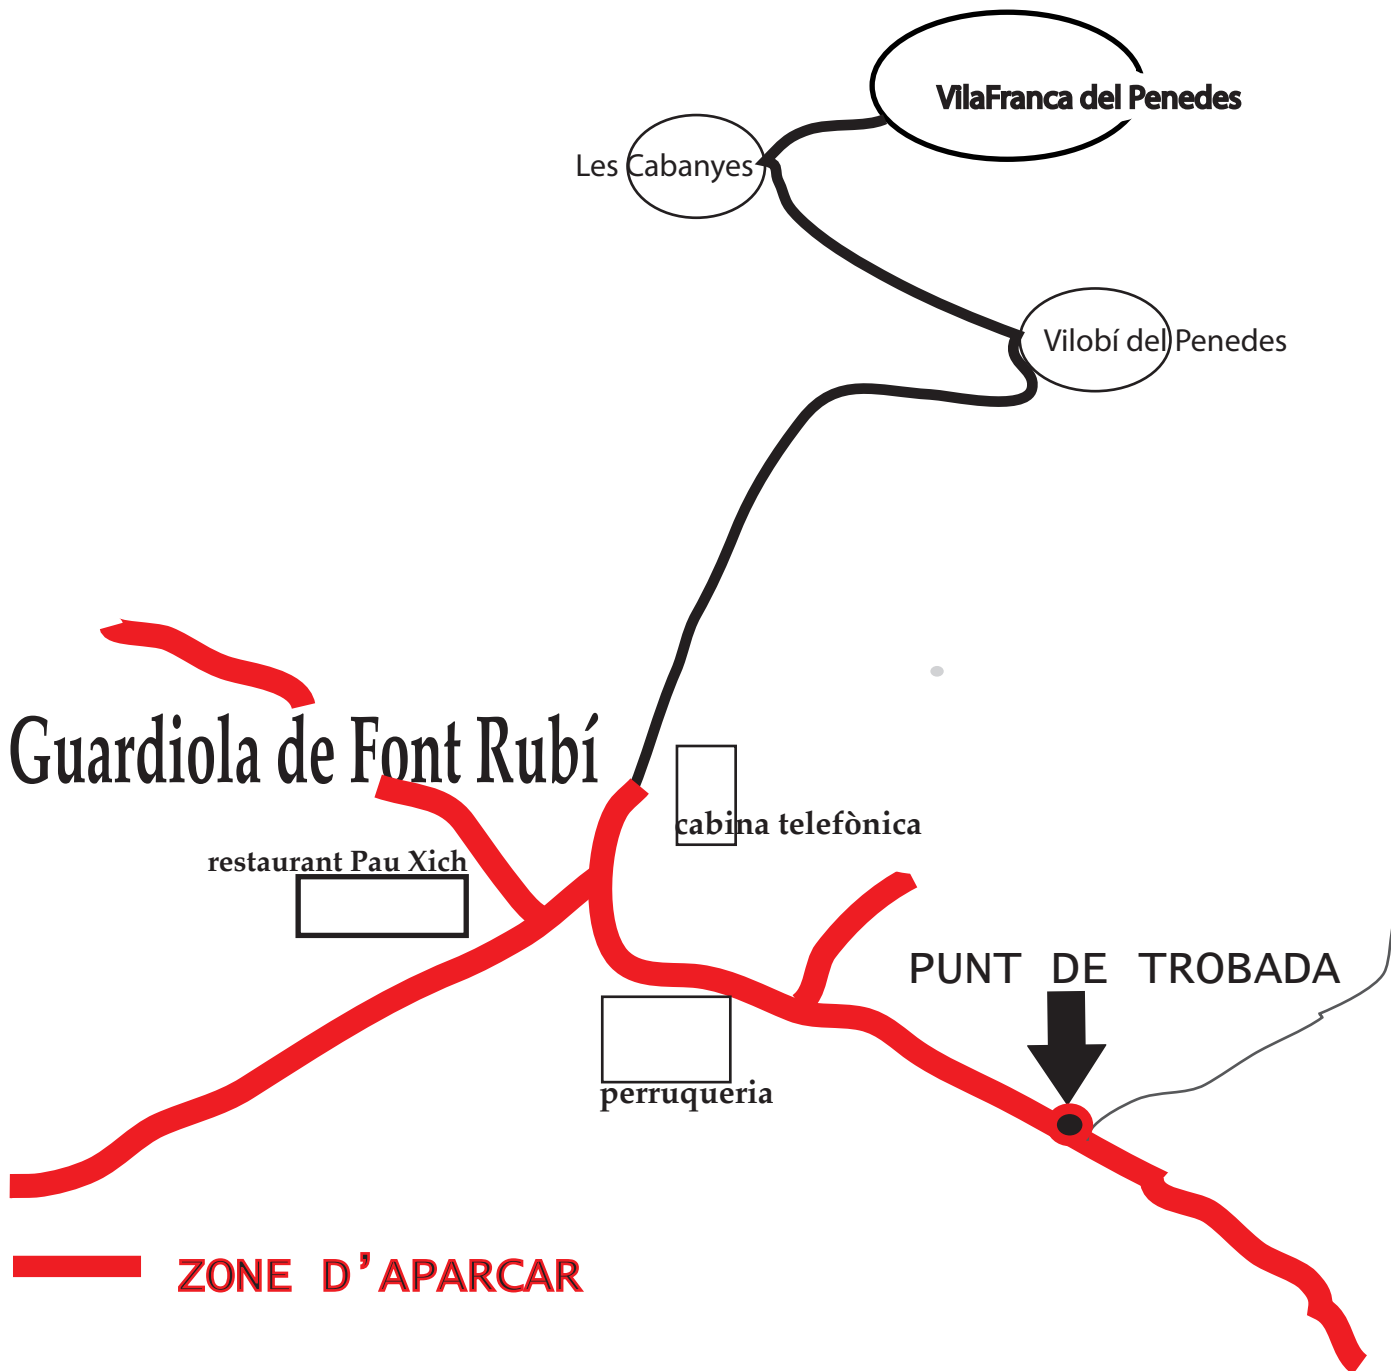 VilaFranca del Penedes
Les Cabanyes
Vilobí del Penedes
Guardiola de Font Rubí
cabina telefònica
restaurant Pau Xich
PUNT DE TROBADA
perruqueria
ZONE D'APARCAR